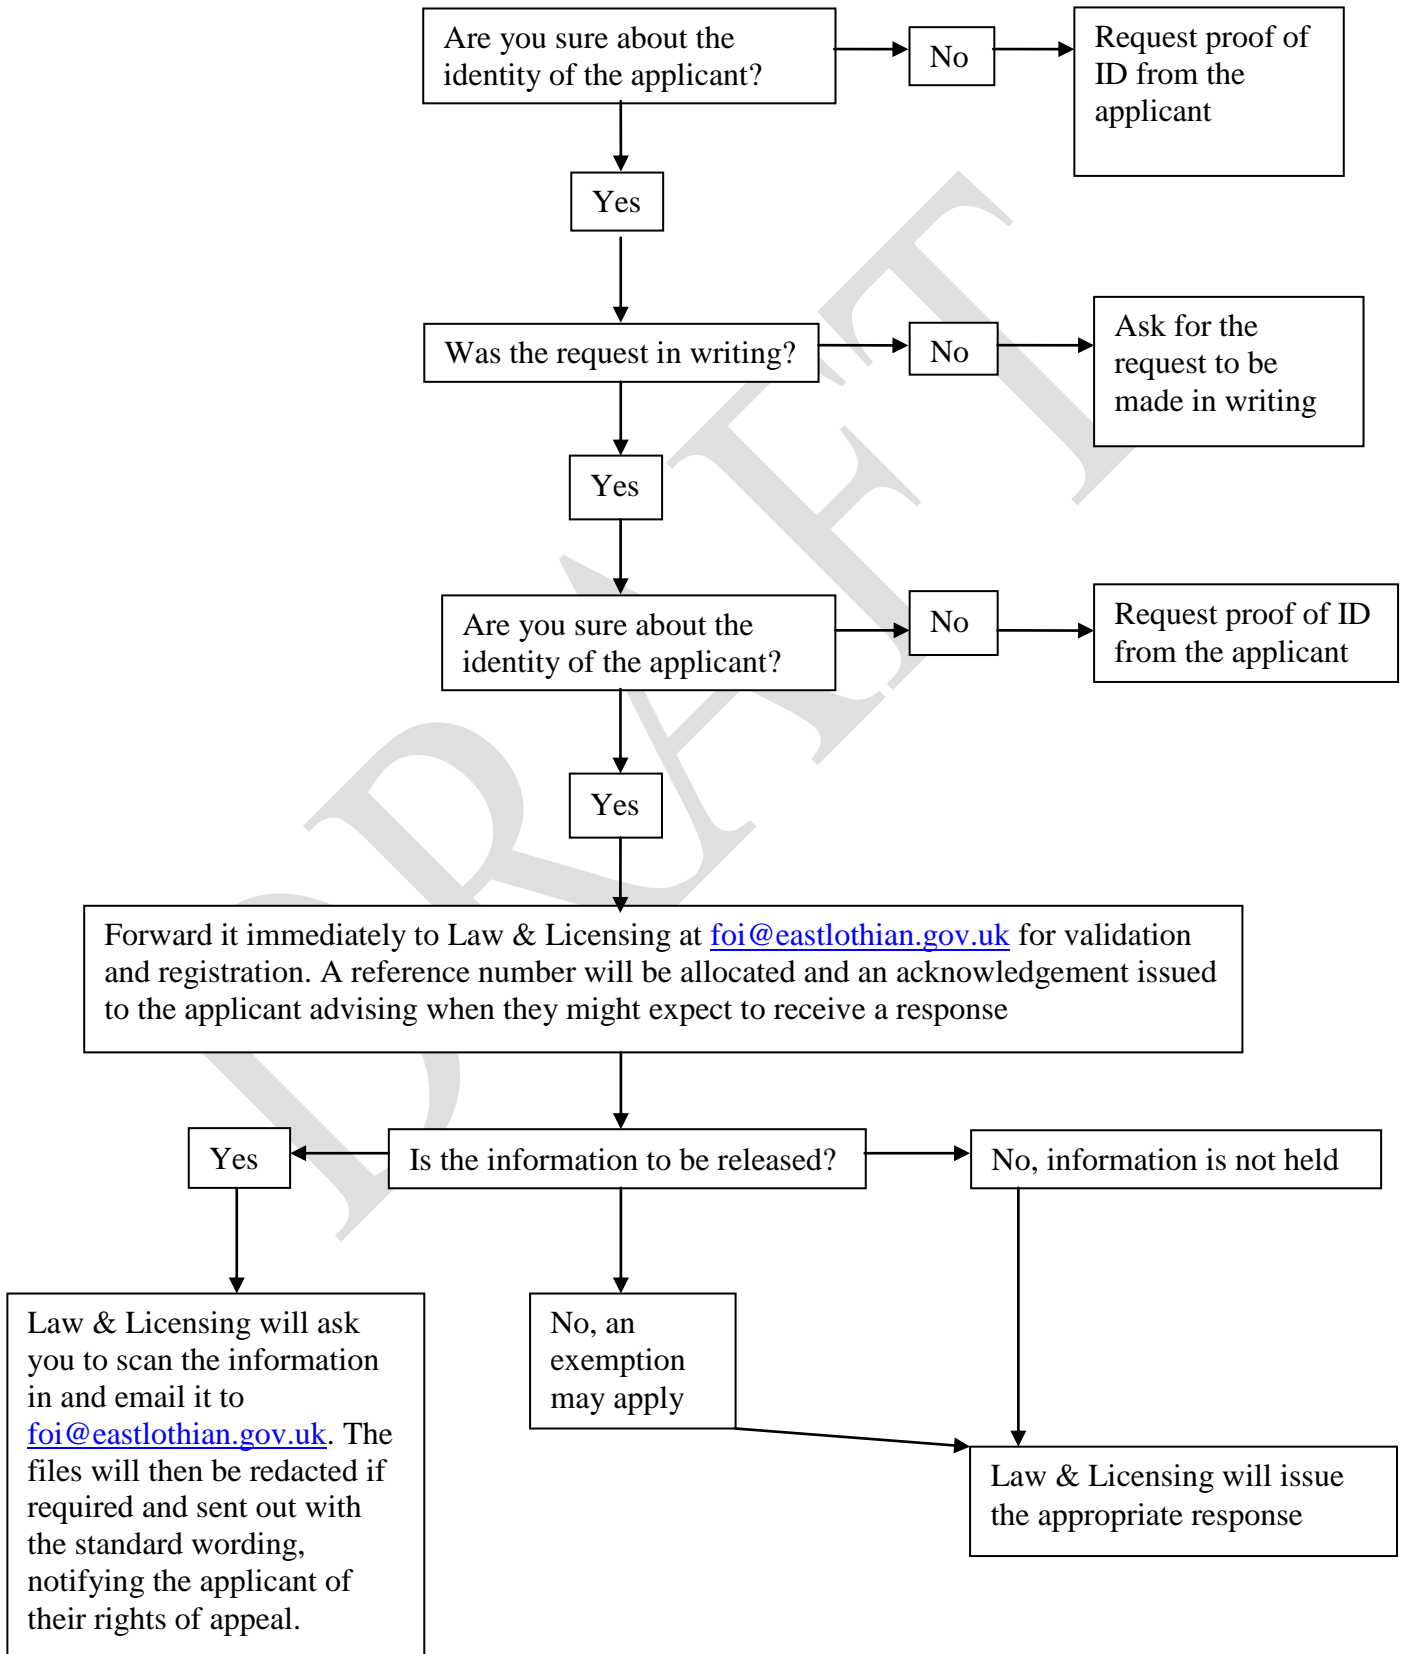 Are you sure about the
identity of the applicant?
No
Request proof of
ID from the
applicant
Yes
Was the request in writing?
No
Ask for the
request to be
made in writing
Yes
Are you sure about the
identity of the applicant?
No
Request proof of ID
from the applicant
Yes
Forward it immediately to Law & Licensing at foi@eastlothian.gov.uk for validation
and registration. A reference number will be allocated and an acknowledgement issued
to the applicant advising when they might expect to receive a response
Yes
Is the information to be released?
No, information is not held
Law & Licensing will ask
you to scan the information
in and email it to
foi@eastlothian.gov.uk. The
files will then be redacted if
required and sent out with
the standard wording,
notifying the applicant of
their rights of appeal.
No, an
exemption
may apply
Law & Licensing will issue
the appropriate response
DRAFT